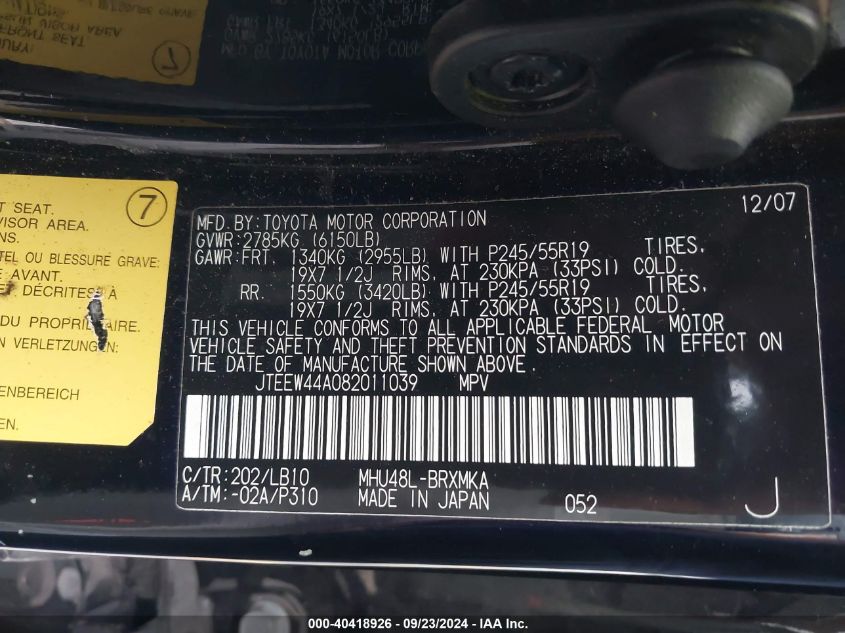 7
T SEAT.
VISOR AREA.
NS.
TEL OU BLESSURE GRAVE:
E AVANT.
DÉCRITES À
DU PROPRIÉTAIRE.
EN VERLETZUNGEN:
ENBEREICH
EN.
12/07
MFD. BY: TOYOTA MOTOR CORPORATION
GVWR: 2785KG (6150LB)
GAWR: FRT. 1340KG (2955LB) WITH P245/55R19 TIRES,
19X7 1/2J RIMS, AT 230KPA (33PSI) COLD.
RR. 1550KG (3420LB) WITH P245/55R19 TIRES,
19X7 1/2J RIMS, AT 230KPA (33PSI) COLD.
THIS VEHICLE CONFORMS TO ALL APPLICABLE FEDERAL MOTOR
VEHICLE SAFETY AND THEFT PREVENTION STANDARDS IN EFFECT ON
THE DATE OF MANUFACTURE SHOWN ABOVE.
JTEEW44A082011039 MPV
C/TR: 202/LB10 MHU48L-BRXMKA
A/TM: -02A/P310 MADE IN JAPAN 052 J
000-40418926 - 09/23/2024 - IAA Inc.